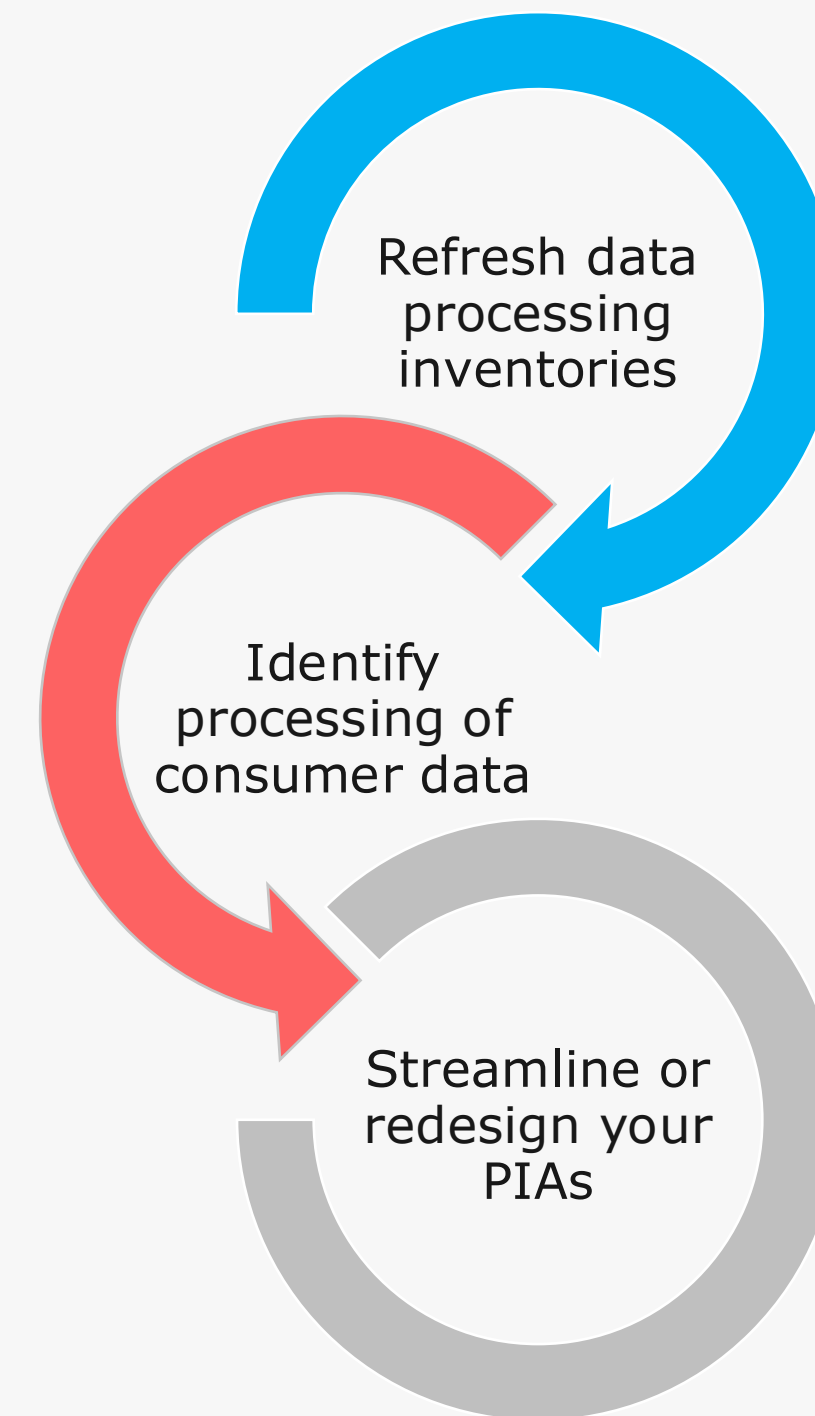 Refresh data
processing
inventories
Identify
processing of
consumer data
Streamline or
redesign your
PIAs